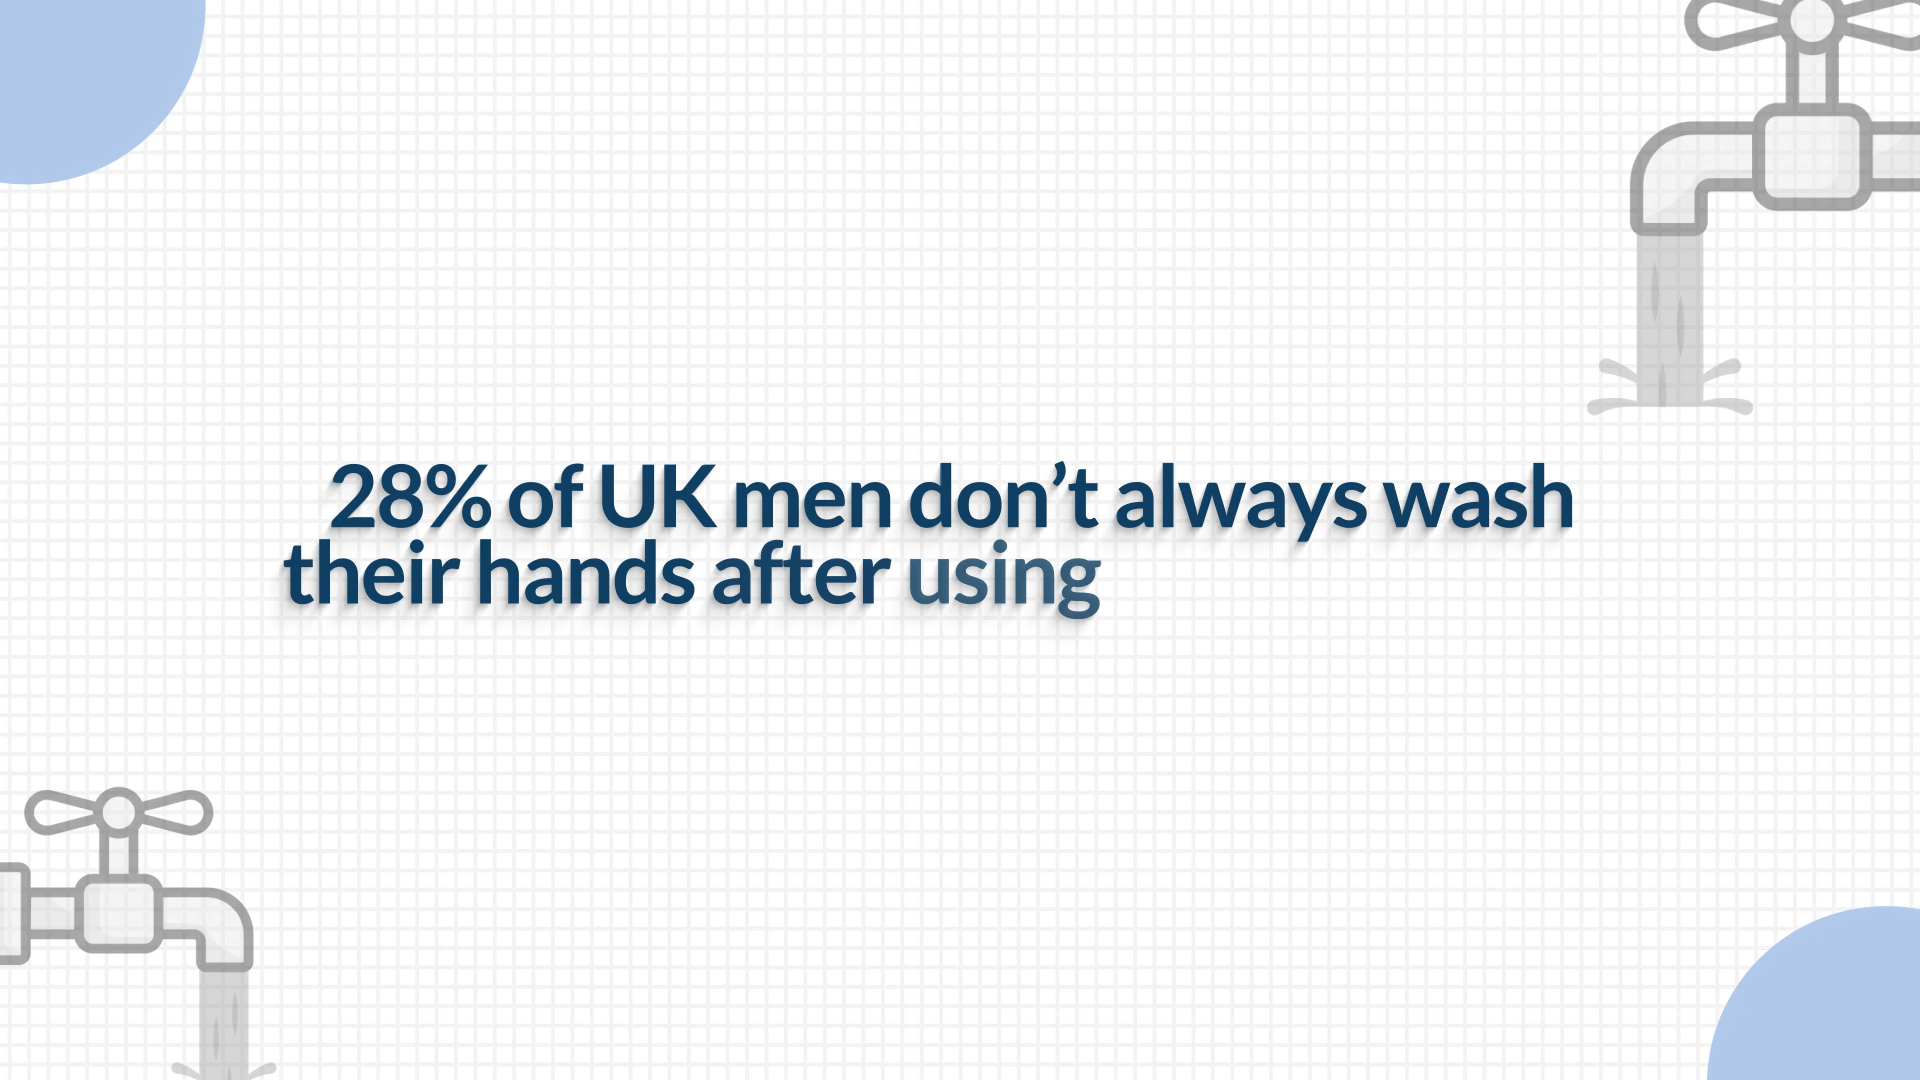 28% of UK men don’t always wash
their hands after using